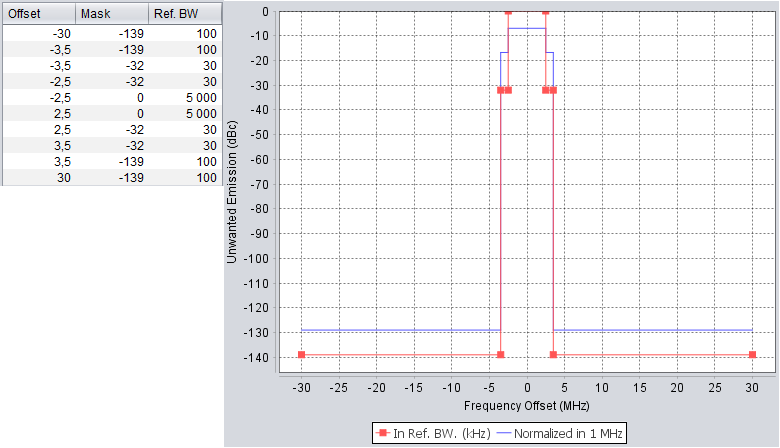 Offset Mask Ref. BW
-30 -139 100
-3,5 -139 100
-3,5 -32 30
-2,5 -32 30
-2,5 0 5 000
2,5 0 5 000
2,5 -32 30
3,5 -32 30
3,5 -139 100
30 -139 100
Unwanted Emission (dBc)
0
-10
-20
-30
-40
-50
-60
-70
-80
-90
-100
-110
-120
-130
-140
-30 -25 -20 -15 -10 -5 0 5 10 15 20 25 30
Frequency Offset (MHz)
In Ref. BW. (kHz) Normalized in 1 MHz